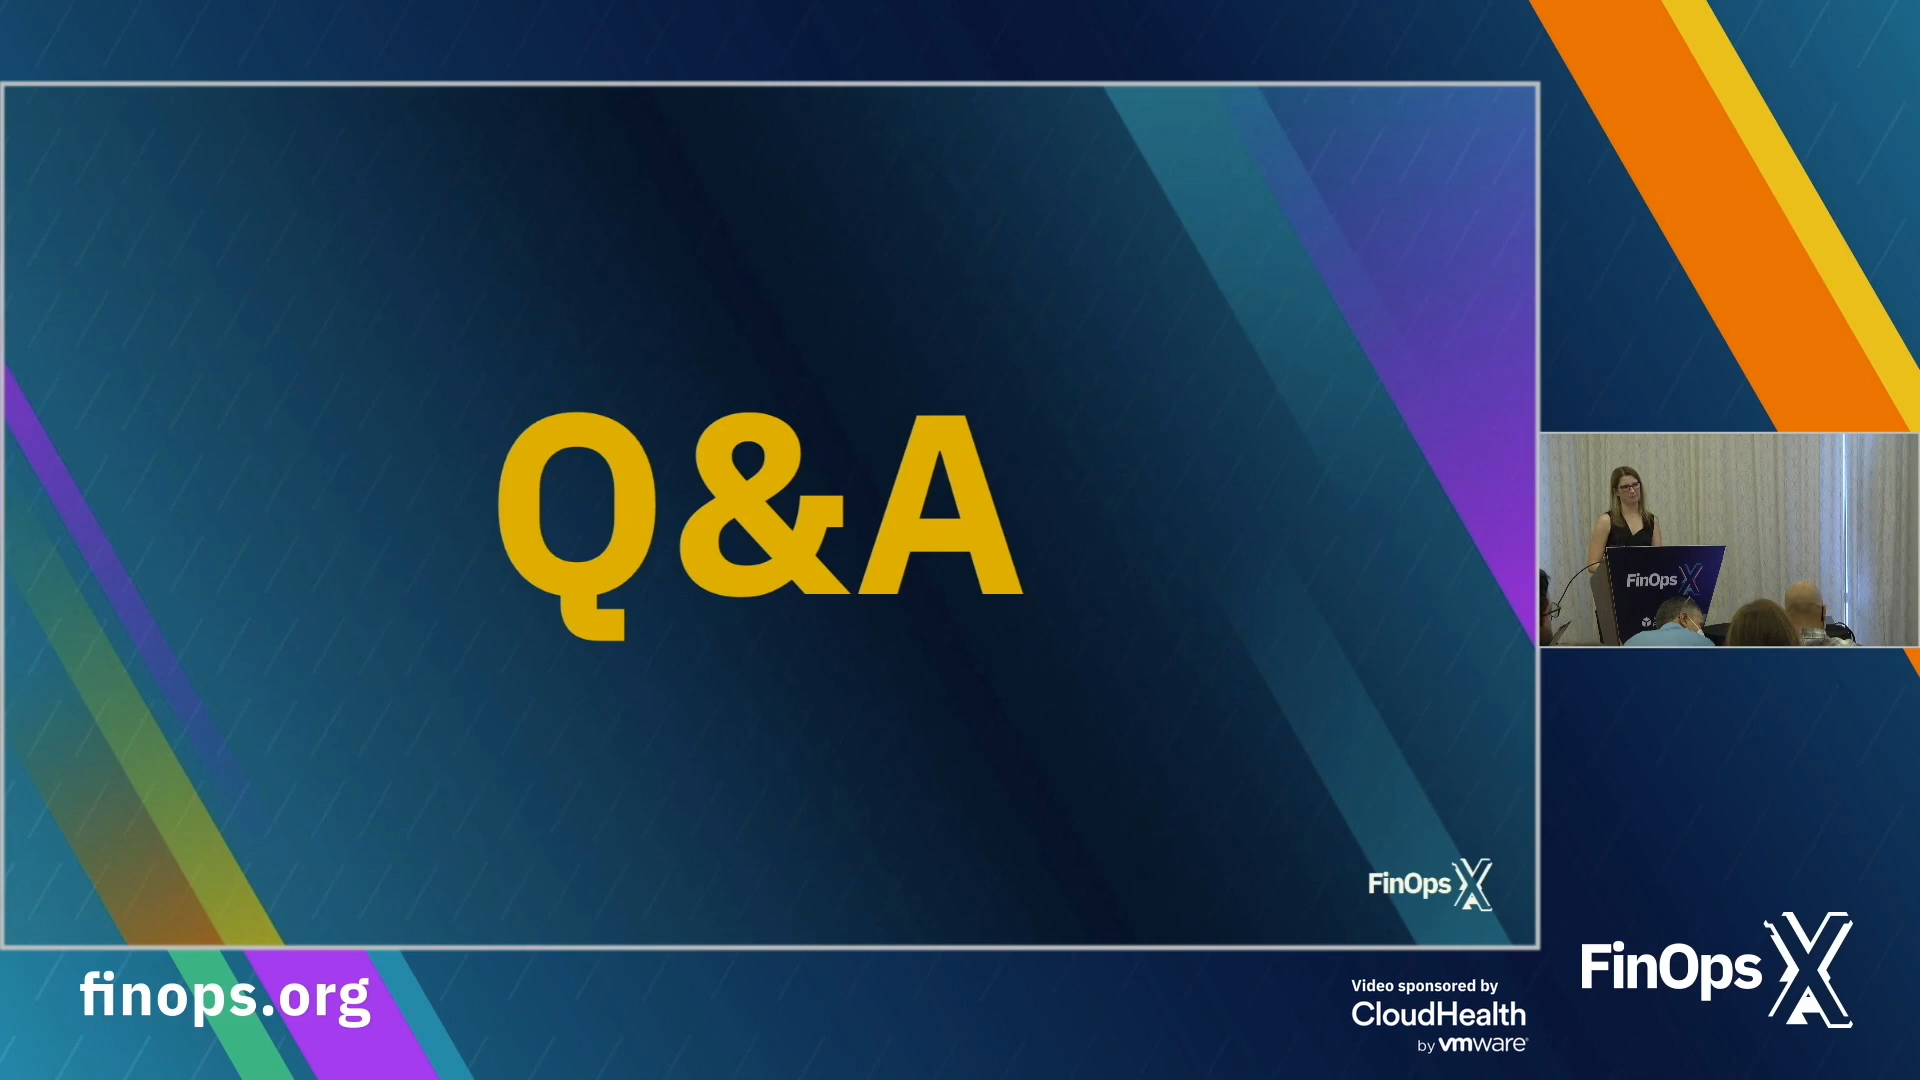 Q&A
FinOps X
FinOps X
finops.org
Video sponsored by
CloudHealth
by vmware
FinOps X